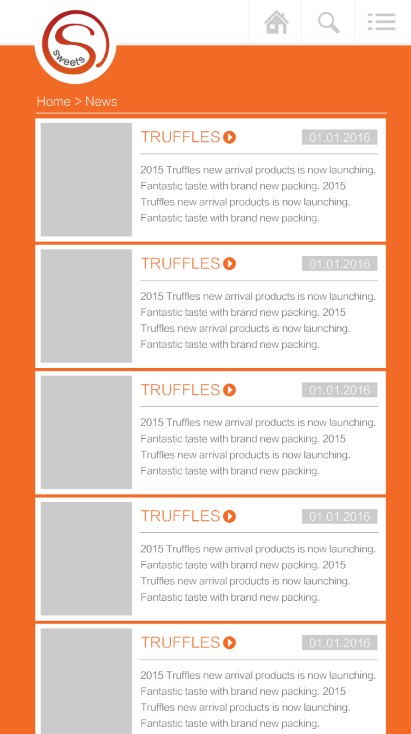 sweets
Home > News
TRUFFLES
01.01.2016
2015 Truffles new arrival products is now launching.
Fantastic taste with brand new packing. 2015
Truffles new arrival products is now launching.
Fantastic taste with brand new packing.
TRUFFLES
01.01.2016
2015 Truffles new arrival products is now launching.
Fantastic taste with brand new packing. 2015
Truffles new arrival products is now launching.
Fantastic taste with brand new packing.
TRUFFLES
01.01.2016
2015 Truffles new arrival products is now launching.
Fantastic taste with brand new packing. 2015
Truffles new arrival products is now launching.
Fantastic taste with brand new packing.
TRUFFLES
01.01.2016
2015 Truffles new arrival products is now launching.
Fantastic taste with brand new packing. 2015
Truffles new arrival products is now launching.
Fantastic taste with brand new packing.
TRUFFLES
01.01.2016
2015 Truffles new arrival products is now launching.
Fantastic taste with brand new packing. 2015
Truffles new arrival products is now launching.
Fantastic taste with brand new packing.